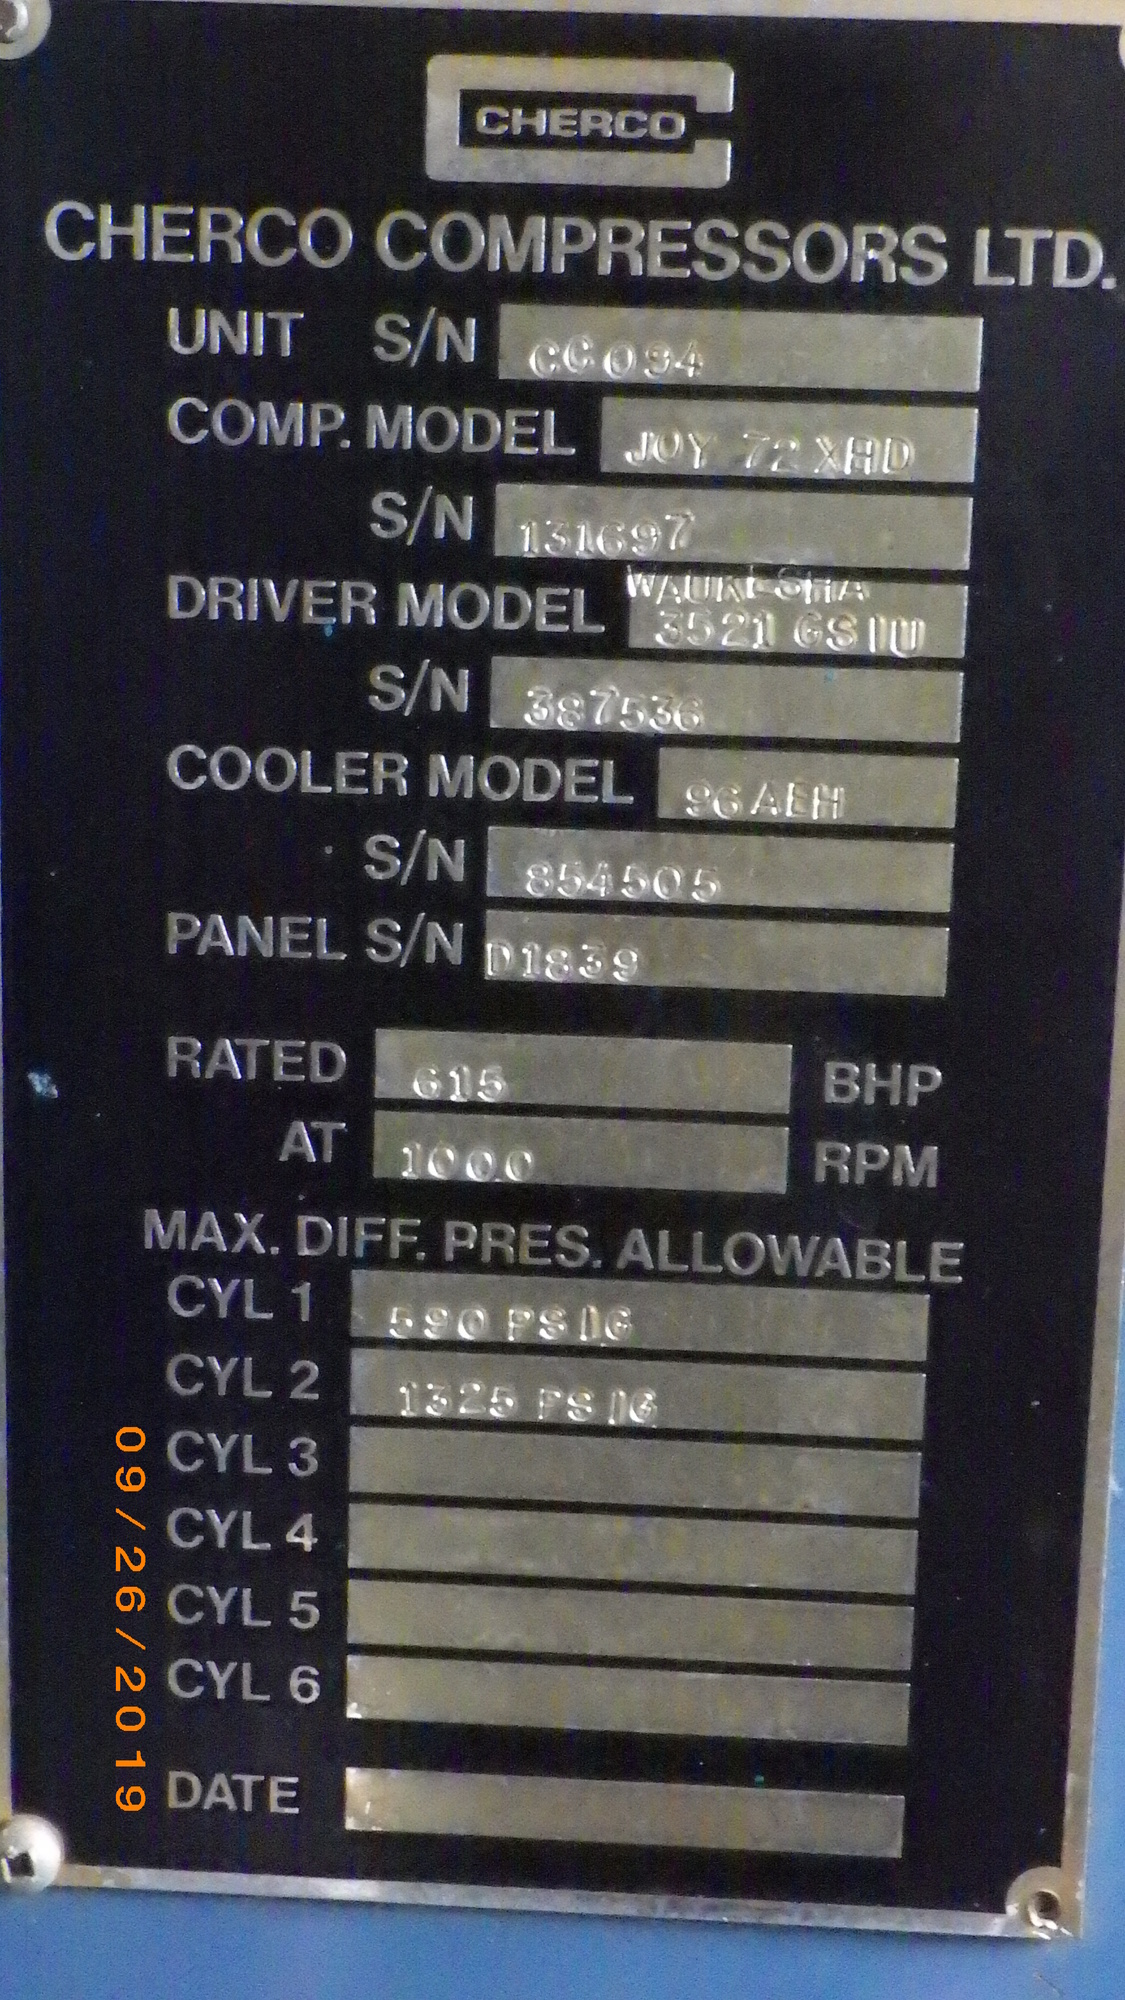 CHERCO
CHERCO COMPRESSORS LTD.
UNIT S/N CC094
COMP. MODEL JOY 72 XHD
S/N 131697
DRIVER MODEL WAUKESHA
3521 GSIU
S/N 387536
COOLER MODEL 96AEH
S/N 854505
PANEL S/N D1839
RATED 615 BHP
AT 1000 RPM
MAX. DIFF. PRES. ALLOWABLE
CYL 1 590 PSIG
CYL 2 1325 PSIG
CYL 3
CYL 4
CYL 5
CYL 6
DATE
09/26/2019